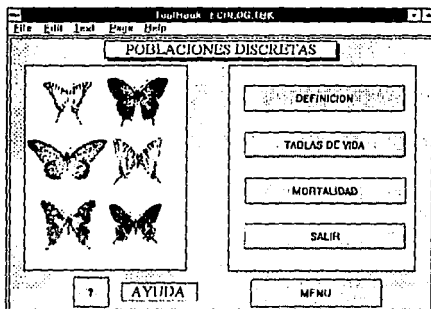 ToolBook - ECOLOG.TBK
File Edit Text Page Help
POBLACIONES DISCRETAS
DEFINICION
TABLAS DE VIDA
MORTALIDAD
SALIR
? AYUDA MENU